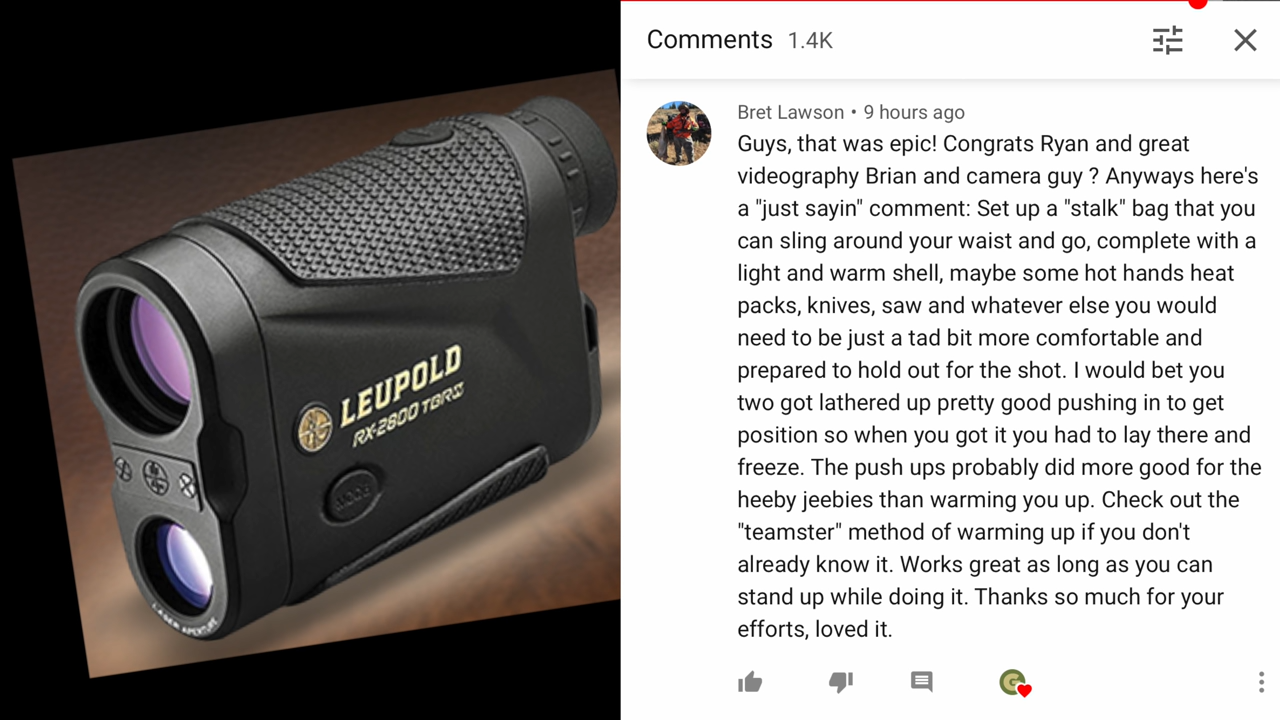 LEUPOLD
RX-2800 TBR/W
MODE
LASER APERTURE
Comments 1.4K
Bret Lawson • 9 hours ago
Guys, that was epic! Congrats Ryan and great
videography Brian and camera guy ? Anyways here's
a "just sayin" comment: Set up a "stalk" bag that you
can sling around your waist and go, complete with a
light and warm shell, maybe some hot hands heat
packs, knives, saw and whatever else you would
need to be just a tad bit more comfortable and
prepared to hold out for the shot. I would bet you
two got lathered up pretty good pushing in to get
position so when you got it you had to lay there and
freeze. The push ups probably did more good for the
heeby jeebies than warming you up. Check out the
"teamster" method of warming up if you don't
already know it. Works great as long as you can
stand up while doing it. Thanks so much for your
efforts, loved it.
G